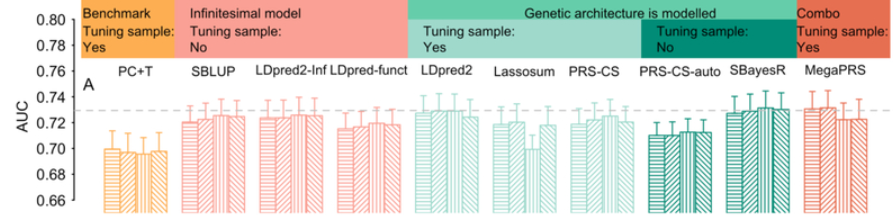 Benchmark
Tuning sample:
Yes
Infinitesimal model
Tuning sample:
No
Genetic architecture is modelled
Tuning sample:
Yes
Tuning sample:
No
Combo
Tuning sample:
Yes
A
PC+T SBLUP LDpred2-Inf LDpred-funct LDpred2 Lassosum PRS-CS PRS-CS-auto SBayesR MegaPRS
AUC
0.80
0.78
0.76
0.74
0.72
0.70
0.68
0.66